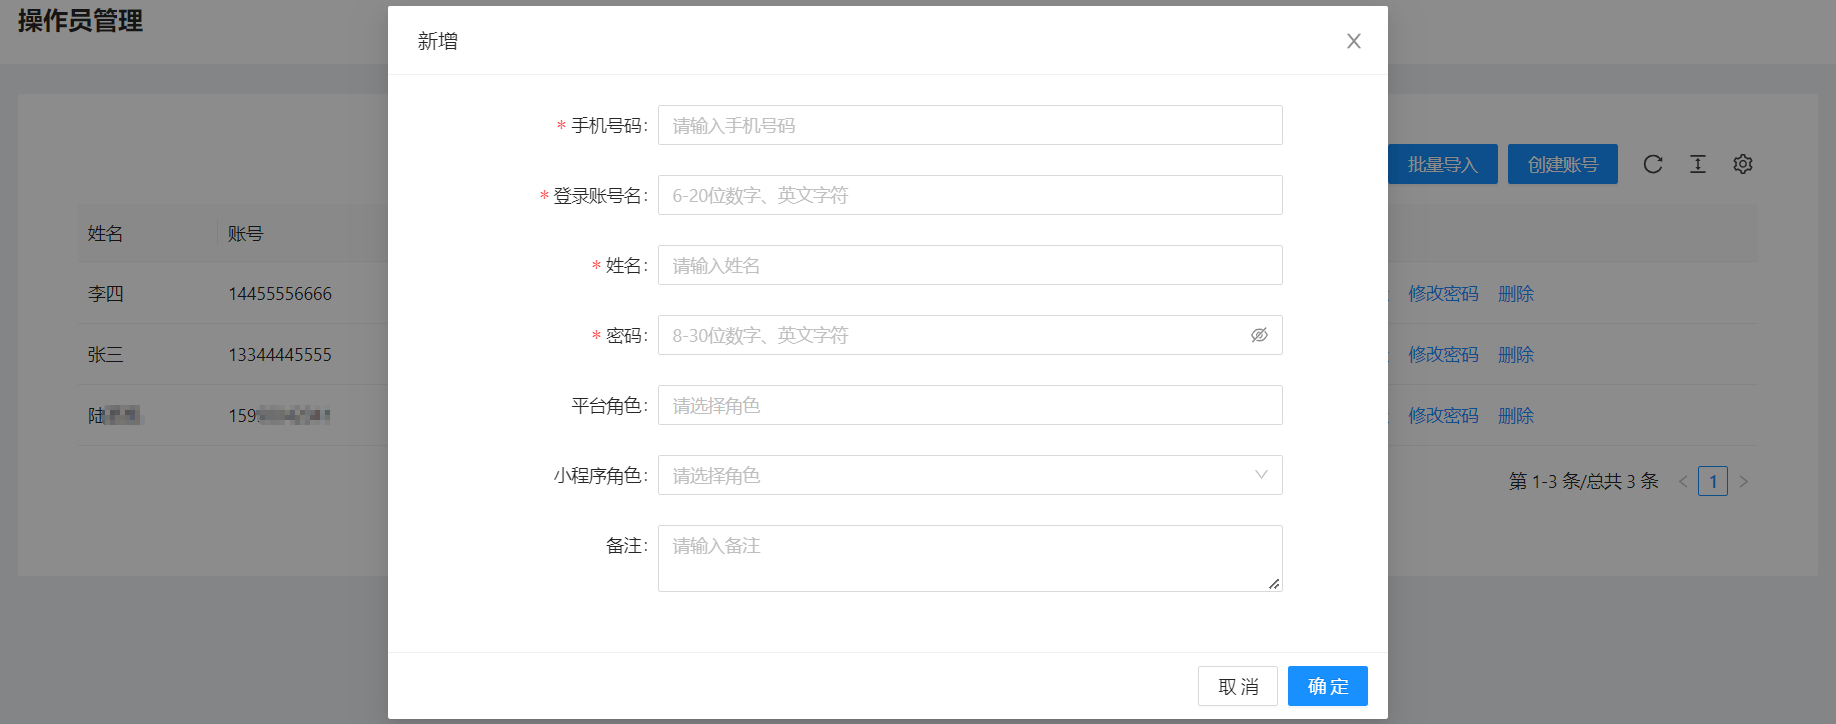 操作员管理
新增
* 手机号码:
请输入手机号码
* 登录账号名:
6-20位数字、英文字符
* 姓名:
请输入姓名
* 密码:
8-30位数字、英文字符
平台角色:
请选择角色
小程序角色:
请选择角色
备注:
请输入备注
取 消
确 定
批量导入
创建账号
姓名
账号
李四
14455556666
修改密码
删除
张三
13344445555
修改密码
删除
陆
159
修改密码
删除
第 1-3 条/总共 3 条
1